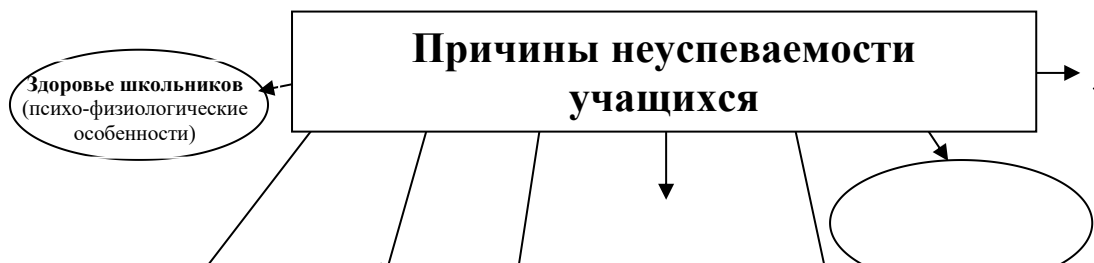 Причины неуспеваемости
учащихся
Здоровье школьников
(психо-физиологические
особенности)